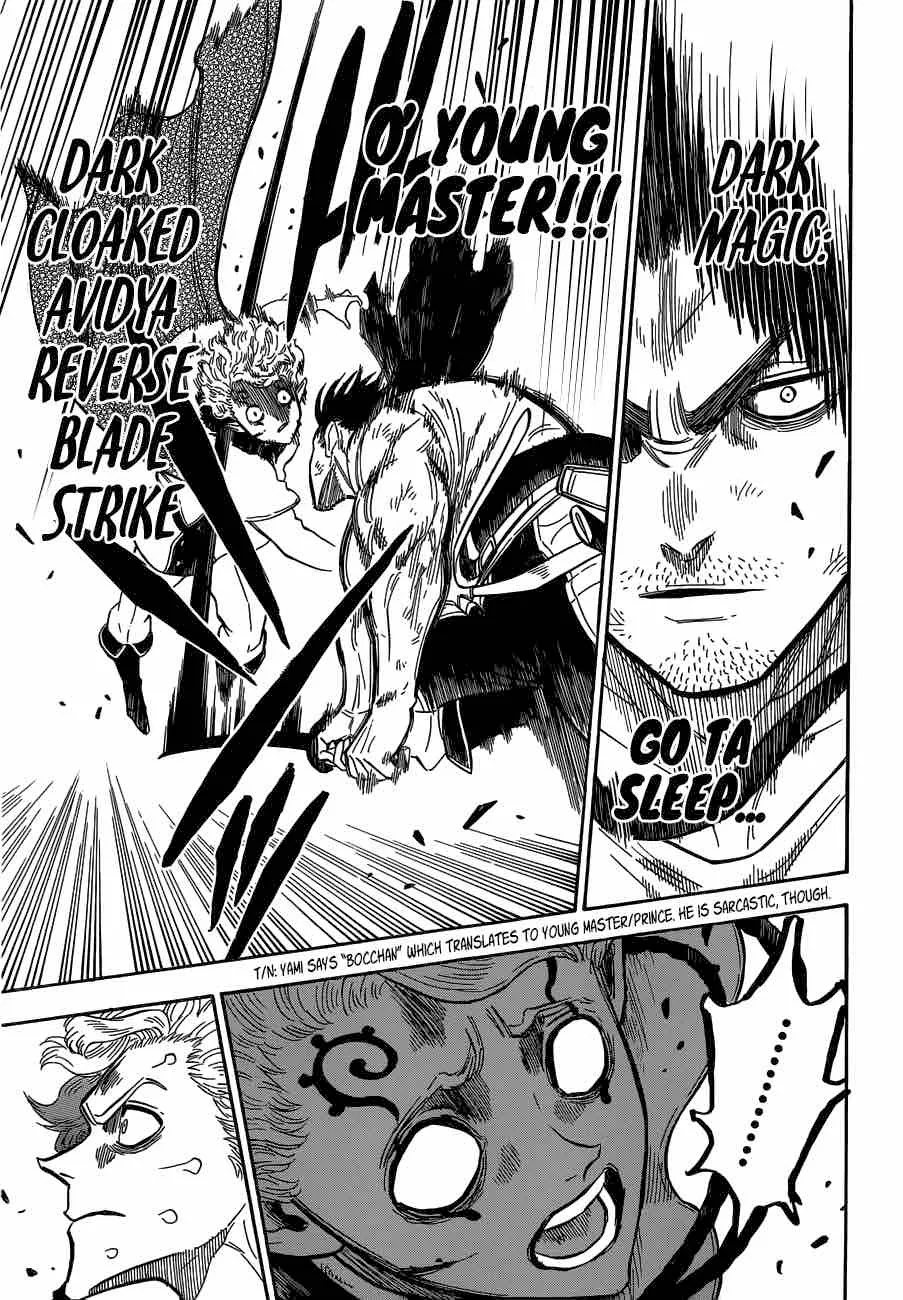 DARK
MAGIC:
GO TA
SLEEP...
O' YOUNG
MASTER!!!
DARK
CLOAKED
AVIDYA
REVERSE
BLADE
STRIKE
T/N: YAMI SAYS "BOCCHAN" WHICH TRANSLATES TO YOUNG MASTER/PRINCE. HE IS SARCASTIC, THOUGH.
........